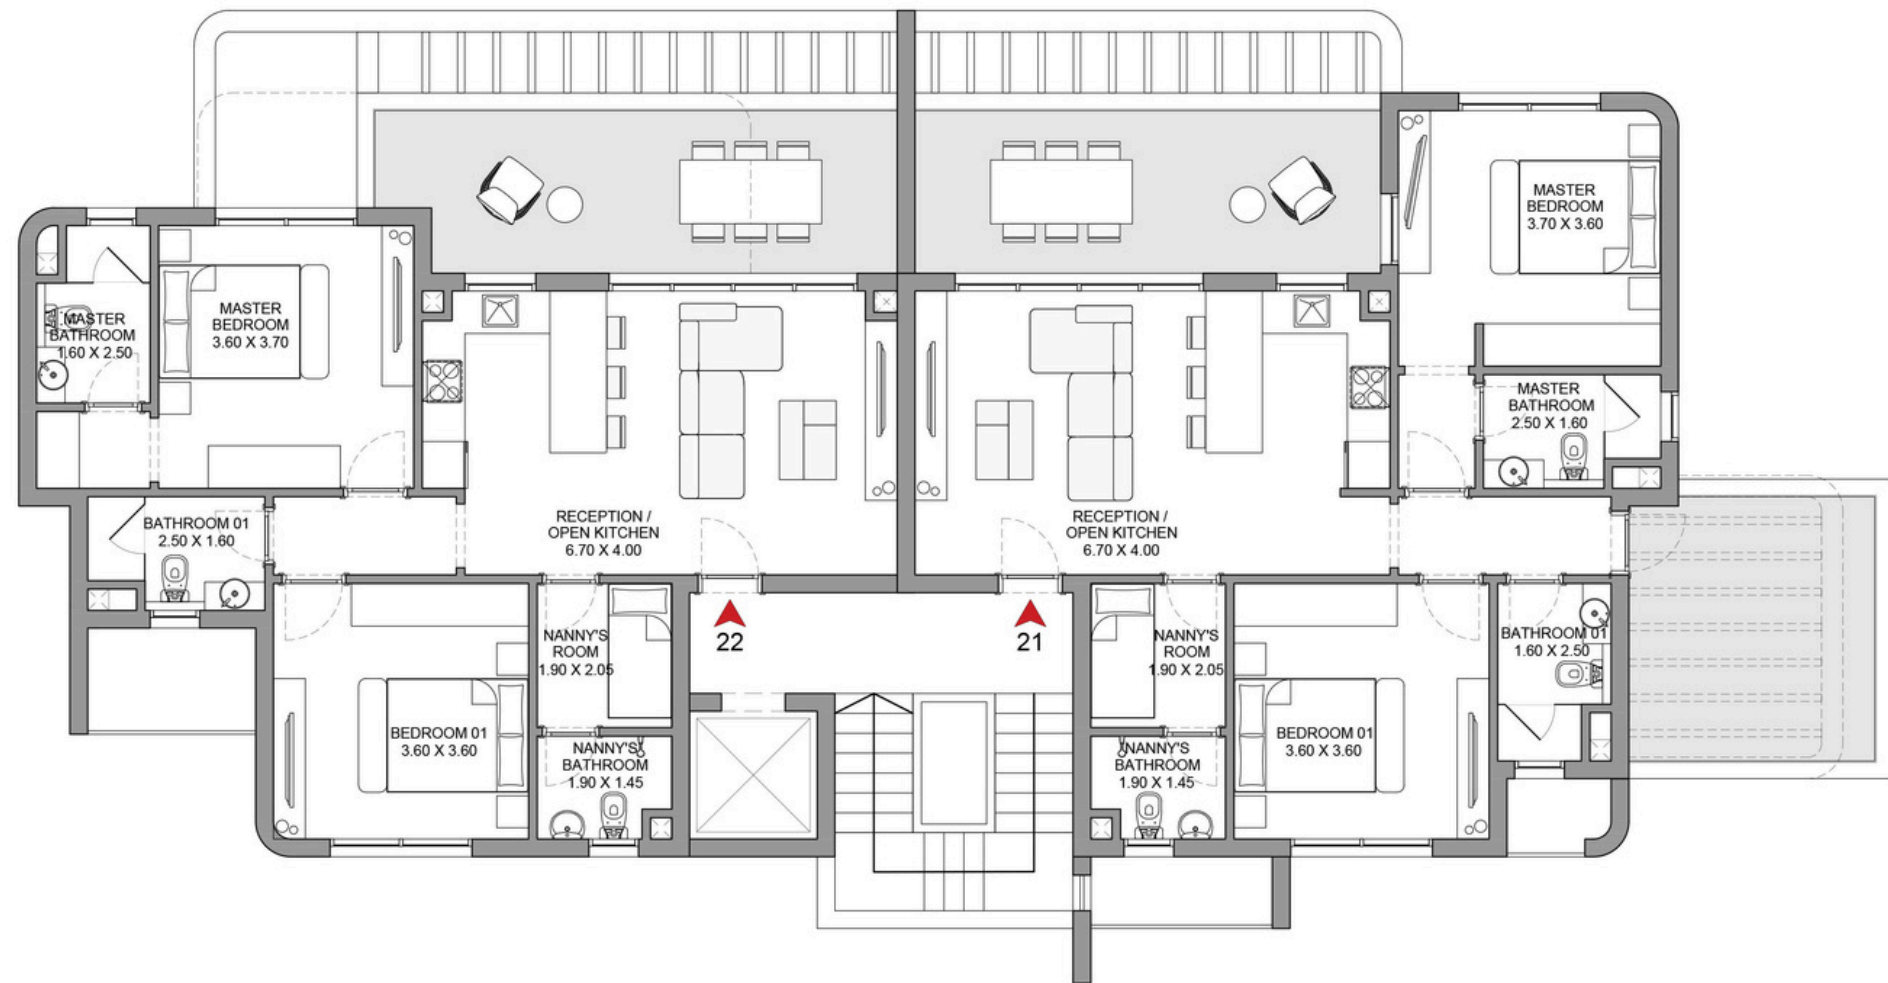 MASTER
BEDROOM
3.70 X 3.60
MASTER
BATHROOM
1.60 X 2.50
MASTER
BEDROOM
3.60 X 3.70
MASTER
BATHROOM
2.50 X 1.60
BATHROOM 01
2.50 X 1.60
RECEPTION /
OPEN KITCHEN
6.70 X 4.00
RECEPTION /
OPEN KITCHEN
6.70 X 4.00
22
21
NANNY'S
ROOM
1.90 X 2.05
NANNY'S
ROOM
1.90 X 2.05
BATHROOM 01
1.60 X 2.50
BEDROOM 01
3.60 X 3.60
NANNY'S
BATHROOM
1.90 X 1.45
NANNY'S
BATHROOM
1.90 X 1.45
BEDROOM 01
3.60 X 3.60